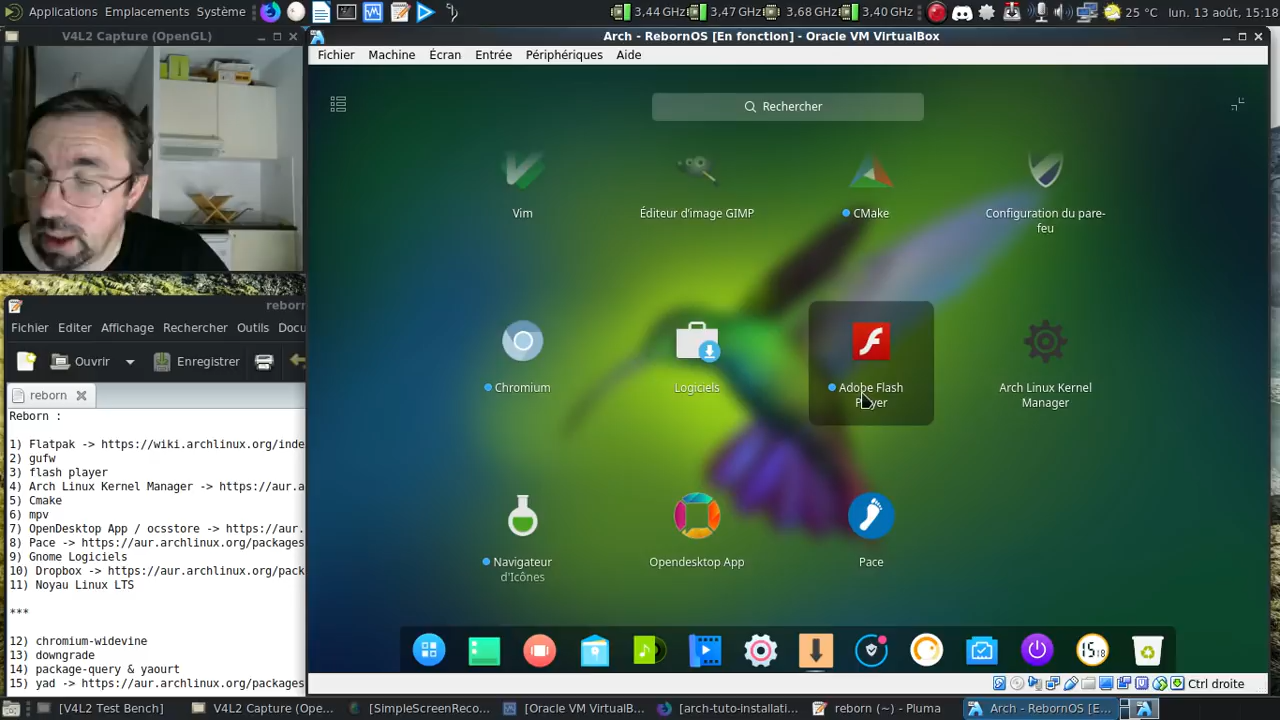 Applications Emplacements Système
3,44 GHz 3,47 GHz 3,68 GHz 3,40 GHz 25 °C lun. 13 août, 15:18
V4L2 Capture (OpenGL)
Arch - RebornOS [En fonction] - Oracle VM VirtualBox
Fichier Machine Écran Entrée Périphériques Aide
Rechercher
Vim
Éditeur d'image GIMP
CMake
Configuration du pare-
feu
Chromium
Logiciels
Adobe Flash
Player
Arch Linux Kernel
Manager
Navigateur
d'Icônes
Opendesktop App
Pace
15 18
Ctrl droite
reborn
Fichier Editer Affichage Rechercher Outils Docu
Ouvrir Enregistrer
reborn
Reborn :
1) Flatpak -> https://wiki.archlinux.org/inde
2) gufw
3) flash player
4) Arch Linux Kernel Manager -> https://aur.a
5) Cmake
6) mpv
7) OpenDesktop App / ocsstore -> https://aur.
8) Pace -> https://aur.archlinux.org/packages
9) Gnome Logiciels
10) Dropbox -> https://aur.archlinux.org/pack
11) Noyau Linux LTS
***
12) chromium-widevine
13) downgrade
14) package-query & yaourt
15) yad -> https://aur.archlinux.org/packages
[V4L2 Test Bench] V4L2 Capture (Ope... [SimpleScreenReco... [Oracle VM VirtualB... [arch-tuto-installati... reborn (~) - Pluma Arch - RebornOS [E...